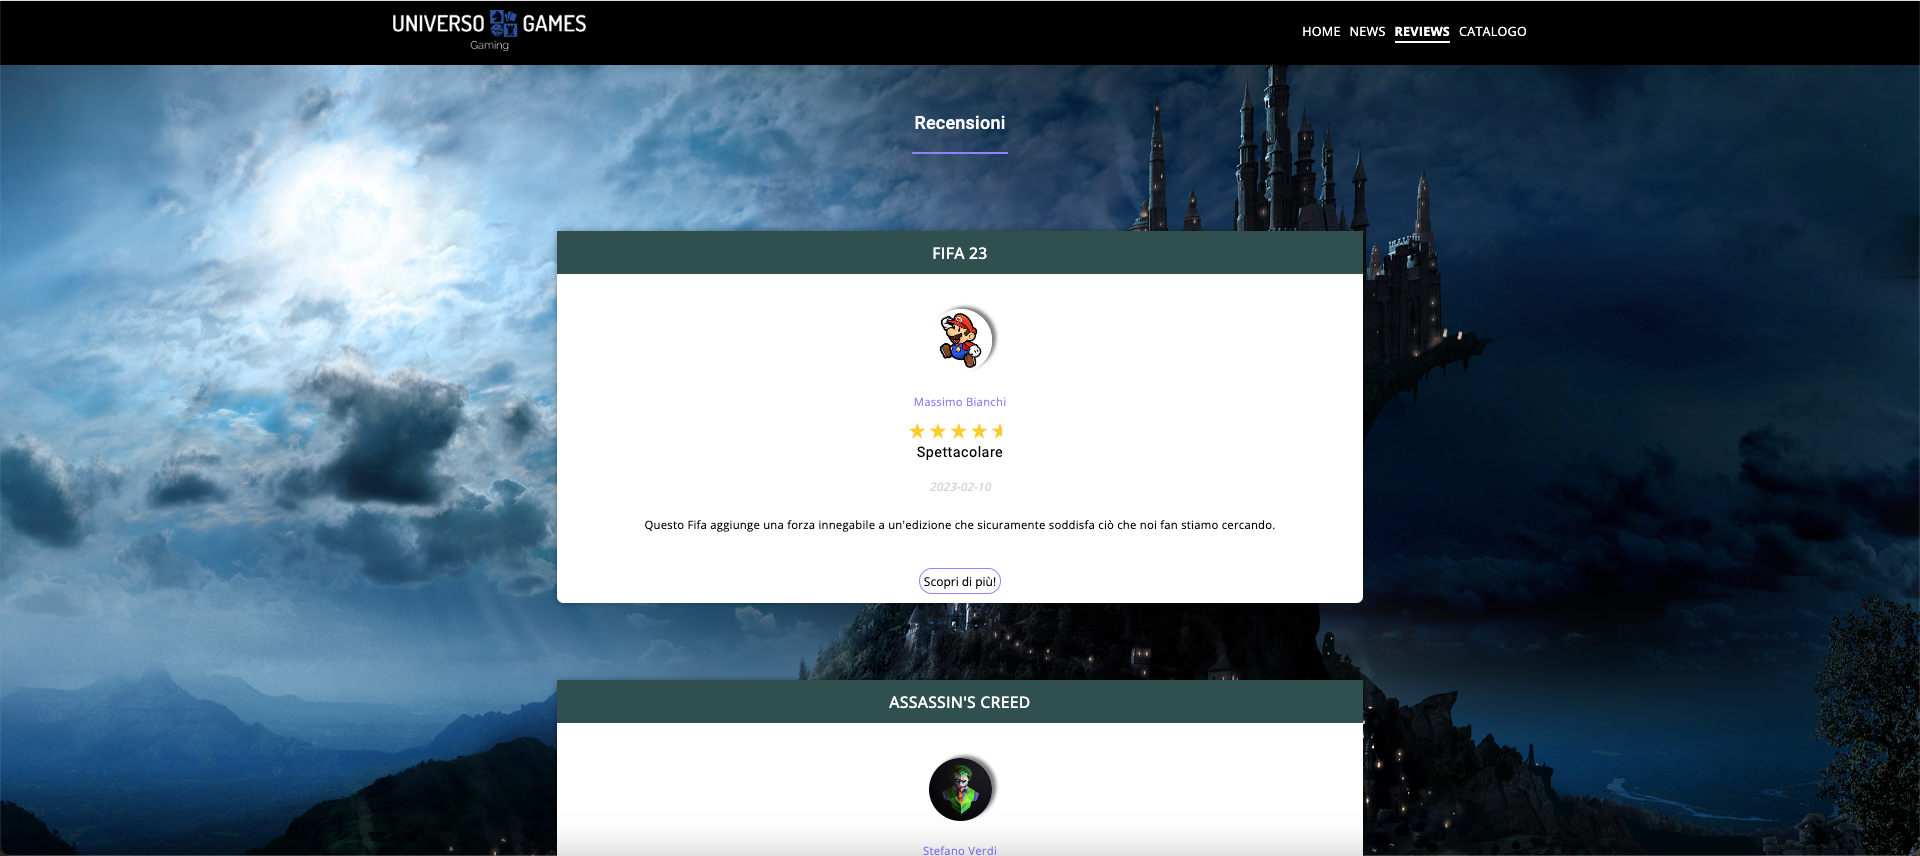 UNIVERSO GAMES
Gaming
HOME NEWS REVIEWS CATALOGO
Recensioni
FIFA 23
Massimo Bianchi
Spettacolare
2023-02-10
Questo Fifa aggiunge una forza innegabile a un'edizione che sicuramente soddisfa ciò che noi fan stiamo cercando.
Scopri di più!
ASSASSIN'S CREED
Stefano Verdi